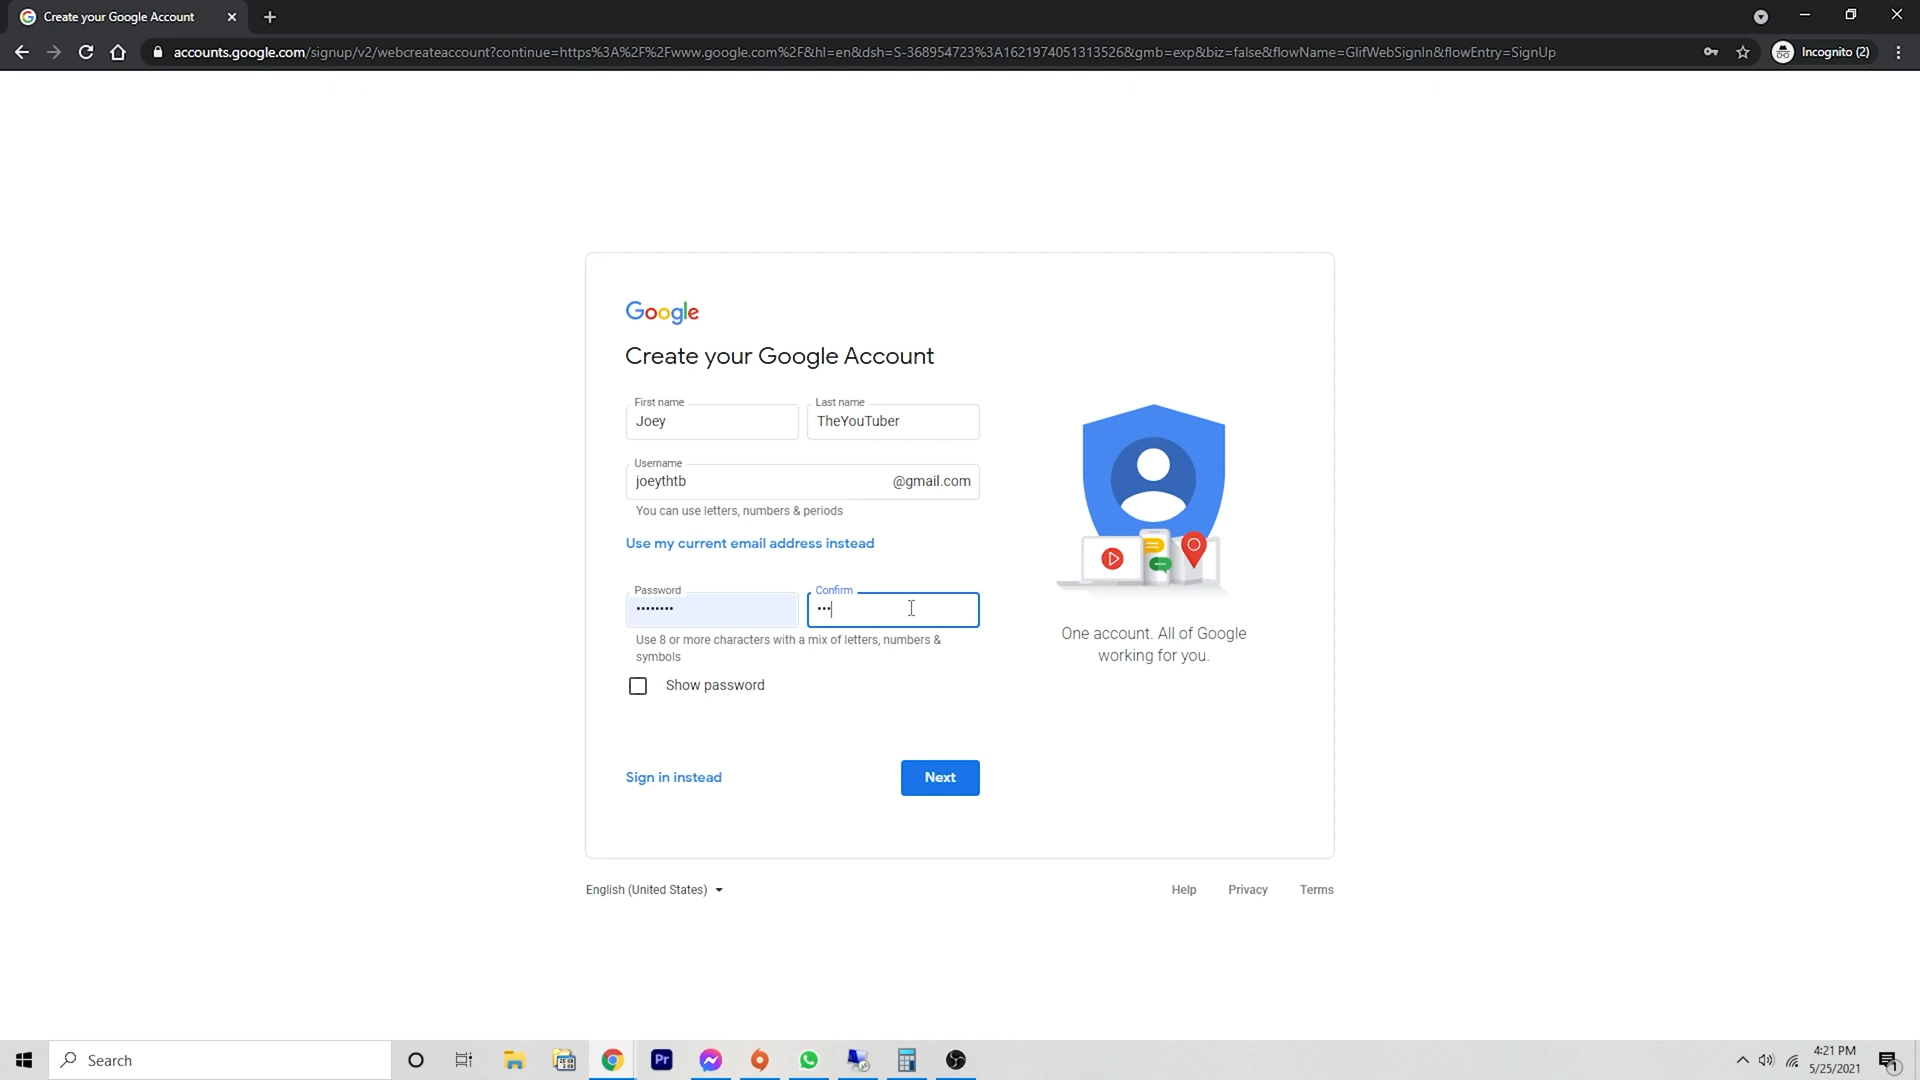 Create your Google Account
accounts.google.com/signup/v2/webcreateaccount?continue=https%3A%2F%2Fwww.google.com%2F&hl=en&dsh=S-368954723%3A1621974051313526&gmb=exp&biz=false&flowName=GlifWebSignIn&flowEntry=SignUp
Incognito (2)
Google
Create your Google Account
First name
Last name
Joey
TheYouTuber
Username
joeythtb
@gmail.com
You can use letters, numbers & periods
Use my current email address instead
Password
Confirm
••••••••
•••
Use 8 or more characters with a mix of letters, numbers &
symbols
Show password
One account. All of Google
working for you.
Sign in instead
Next
English (United States)
Help
Privacy
Terms
Search
Pr
4:21 PM
5/25/2021
1